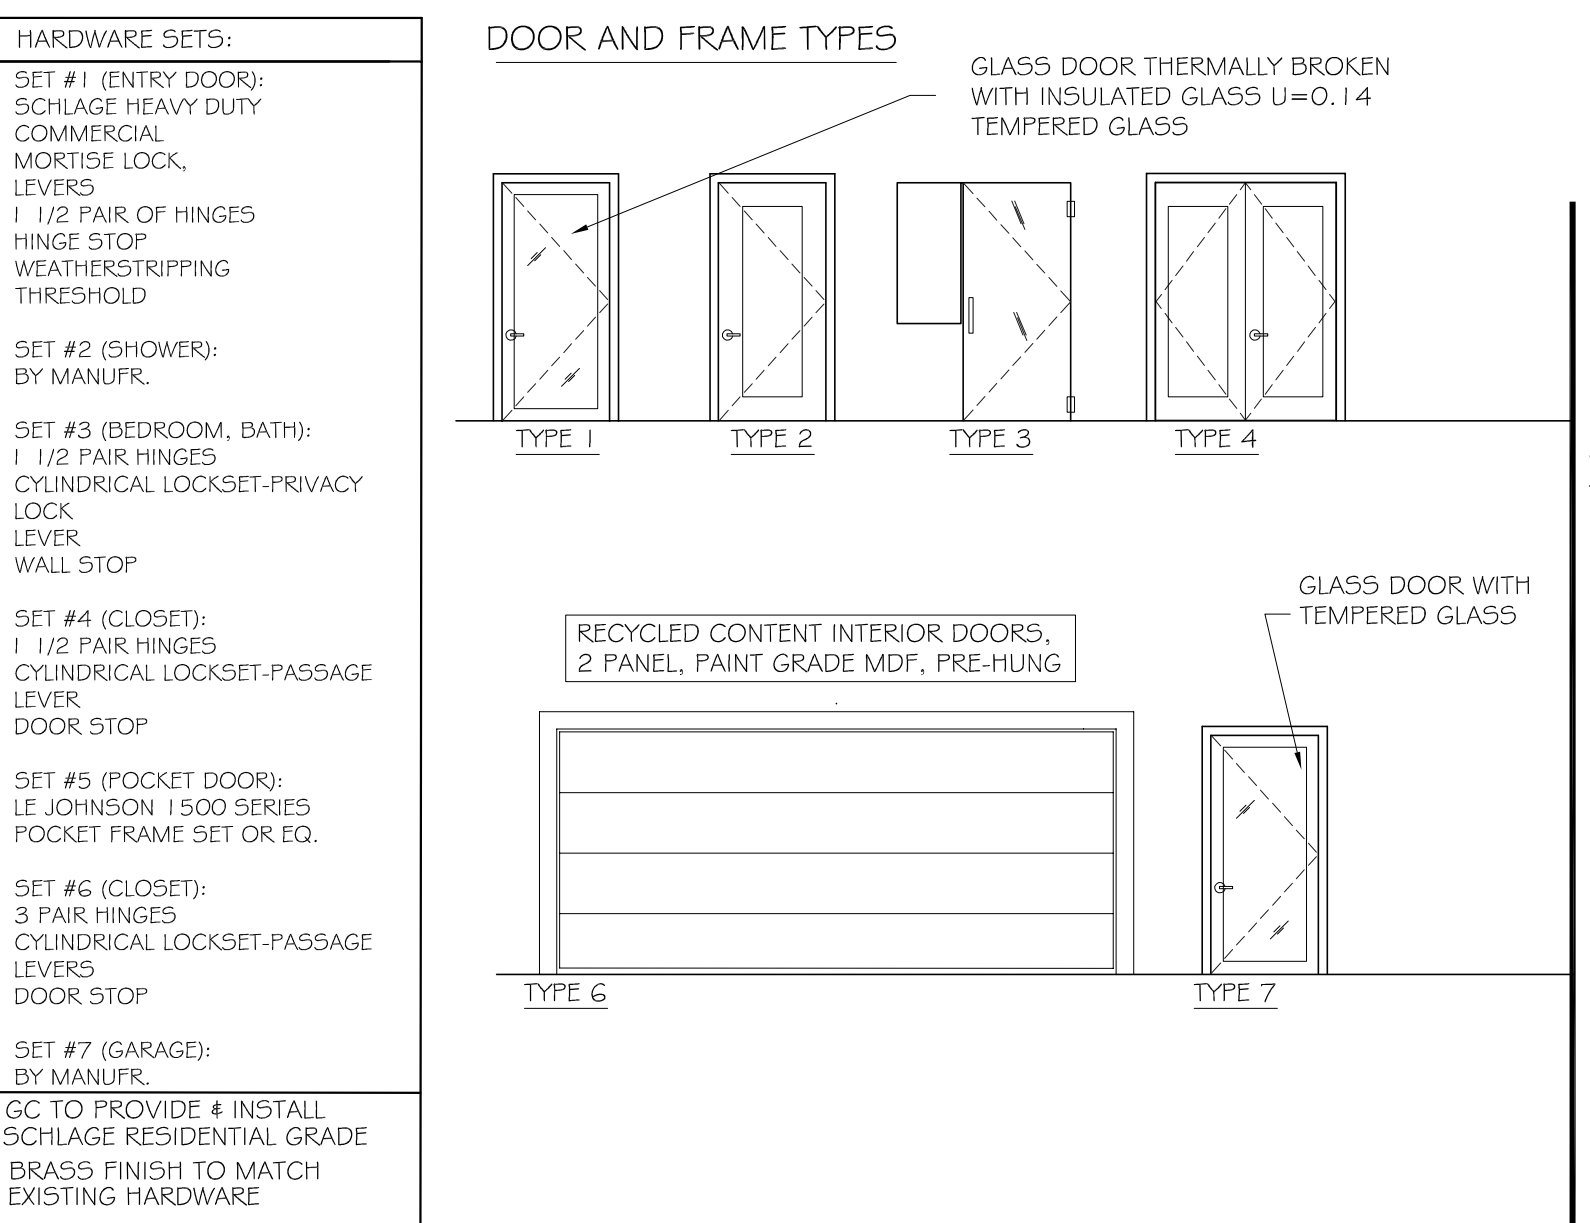 HARDWARE SETS:
SET #1 (ENTRY DOOR):
SCHLAGE HEAVY DUTY
COMMERCIAL
MORTISE LOCK,
LEVERS
1 1/2 PAIR OF HINGES
HINGE STOP
WEATHERSTRIPPING
THRESHOLD
SET #2 (SHOWER):
BY MANUFR.
SET #3 (BEDROOM, BATH):
1 1/2 PAIR HINGES
CYLINDRICAL LOCKSET-PRIVACY
LOCK
LEVER
WALL STOP
SET #4 (CLOSET):
1 1/2 PAIR HINGES
CYLINDRICAL LOCKSET-PASSAGE
LEVER
DOOR STOP
SET #5 (POCKET DOOR):
LE JOHNSON 1500 SERIES
POCKET FRAME SET OR EQ.
SET #6 (CLOSET):
3 PAIR HINGES
CYLINDRICAL LOCKSET-PASSAGE
LEVERS
DOOR STOP
SET #7 (GARAGE):
BY MANUFR.
GC TO PROVIDE & INSTALL
SCHLAGE RESIDENTIAL GRADE
BRASS FINISH TO MATCH
EXISTING HARDWARE
DOOR AND FRAME TYPES
GLASS DOOR THERMALLY BROKEN
WITH INSULATED GLASS U=0.14
TEMPERED GLASS
TYPE 1
TYPE 2
TYPE 3
TYPE 4
GLASS DOOR WITH
TEMPERED GLASS
RECYCLED CONTENT INTERIOR DOORS,
2 PANEL, PAINT GRADE MDF, PRE-HUNG
TYPE 6
TYPE 7